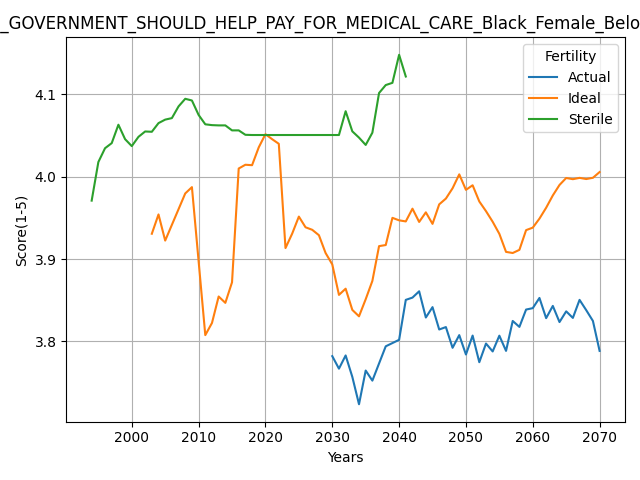 _GOVERNMENT_SHOULD_HELP_PAY_FOR_MEDICAL_CARE_Black_Female_Belo
Fertility
Actual
Ideal
Sterile
4.1
4.0
3.9
3.8
Score(1-5)
2000 2010 2020 2030 2040 2050 2060 2070
Years